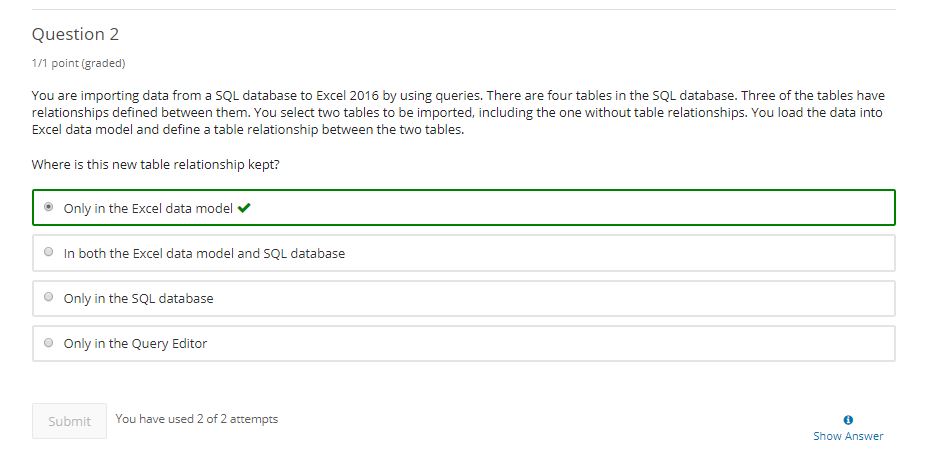 Question 2
1/1 point (graded)
You are importing data from a SQL database to Excel 2016 by using queries. There are four tables in the SQL database. Three of the tables have
relationships defined between them. You select two tables to be imported, including the one without table relationships. You load the data into
Excel data model and define a table relationship between the two tables.
Where is this new table relationship kept?
Only in the Excel data model
In both the Excel data model and SQL database
Only in the SQL database
Only in the Query Editor
Submit You have used 2 of 2 attempts
Show Answer